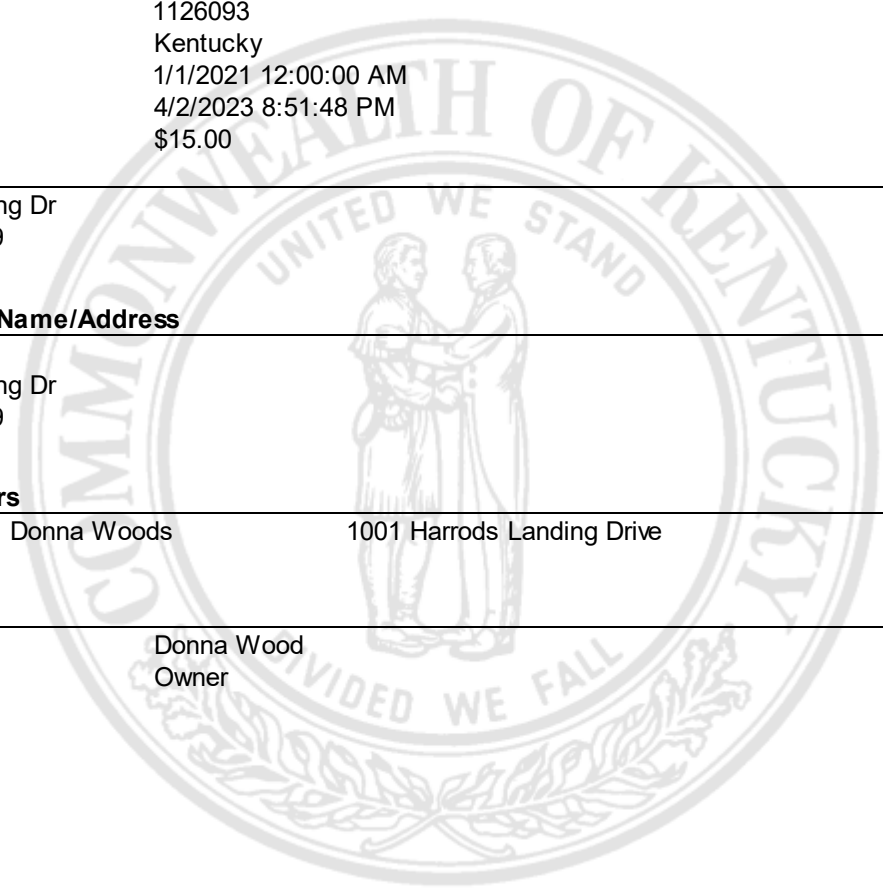 1126093
Kentucky
1/1/2021 12:00:00 AM
4/2/2023 8:51:48 PM
$15.00
ng Dr
9
Name/Address
ng Dr
9
rs
Donna Woods 1001 Harrods Landing Drive
Donna Wood
Owner
COMMONWEALTH OF KENTUCKY
UNITED WE STAND
DIVIDED WE FALL